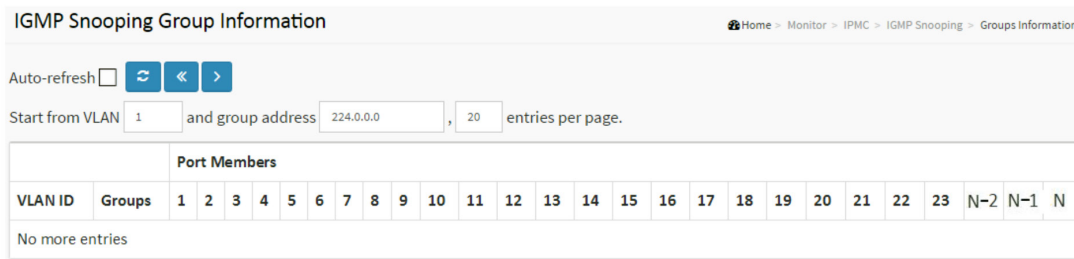 IGMP Snooping Group Information
Home > Monitor > IPMC > IGMP Snooping > Groups Information
Auto-refresh
Start from VLAN 1 and group address 224.0.0.0 , 20 entries per page.
Port Members
VLAN ID Groups 1 2 3 4 5 6 7 8 9 10 11 12 13 14 15 16 17 18 19 20 21 22 23 N-2 N-1 N
No more entries